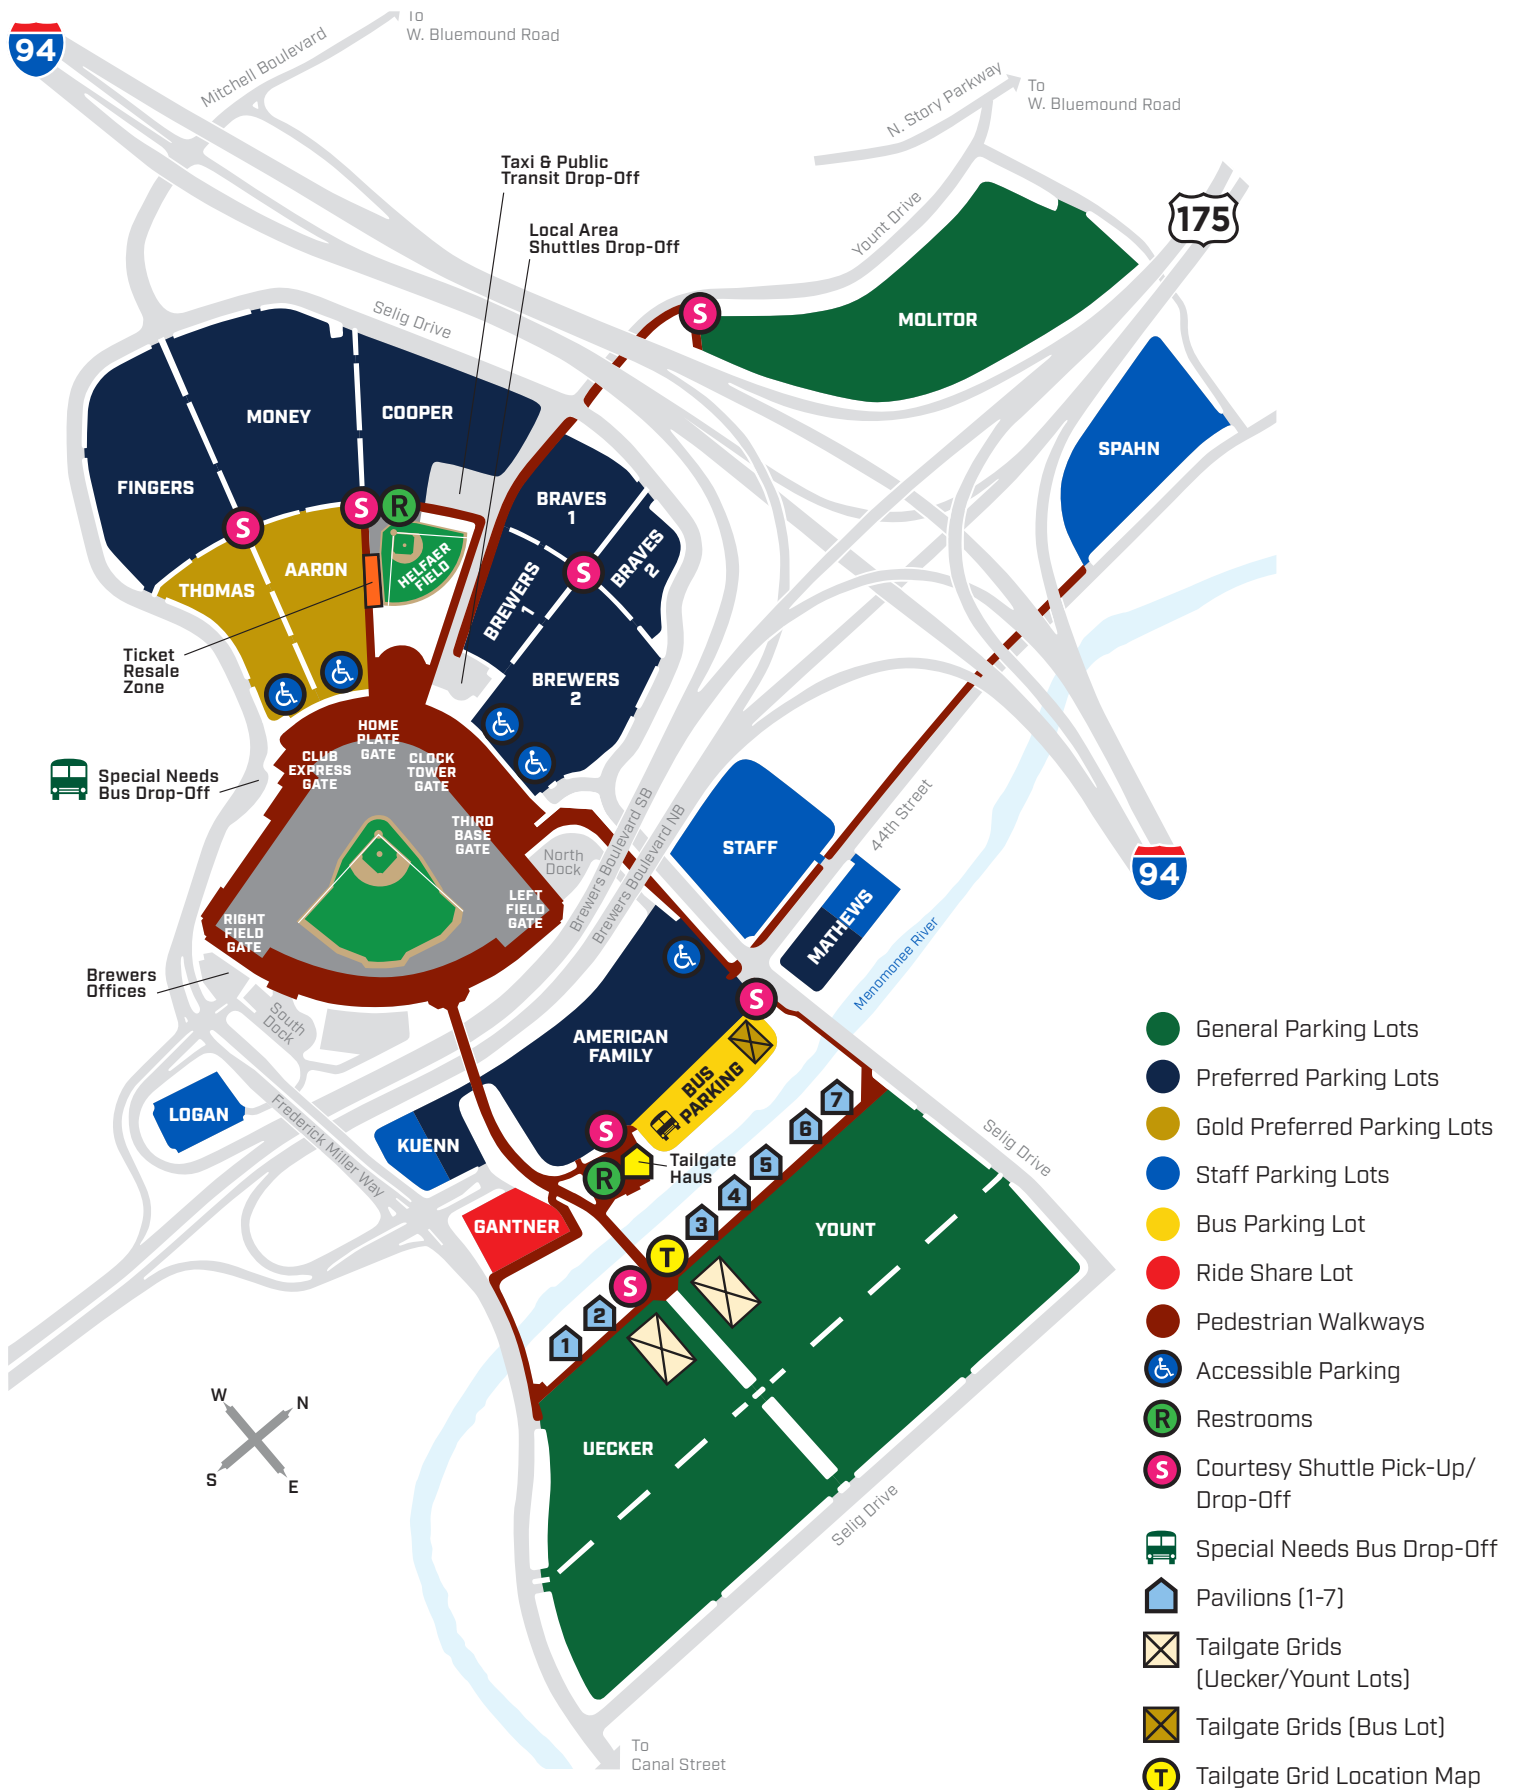 94
To
W. Bluemound Road
Mitchell Boulevard
N. Story Parkway
To
W. Bluemound Road
Taxi & Public
Transit Drop-Off
Local Area
Shuttles Drop-Off
Yount Drive
175
Selig Drive
S
MOLITOR
MONEY
COOPER
SPAHN
FINGERS
BRAVES
1
S
S
R
BRAVES
2
THOMAS
AARON
HELFAER
FIELD
BREWERS
1
S
Ticket
Resale
Zone
BREWERS
2
HOME
PLATE
GATE
CLUB
EXPRESS
GATE
CLOCK
TOWER
GATE
Special Needs
Bus Drop-Off
THIRD
BASE
GATE
North
Dock
Brewers Boulevard SB
Brewers Boulevard NB
STAFF
44th Street
94
LEFT
FIELD
GATE
RIGHT
FIELD
GATE
MATHEWS
Menomonee River
Brewers
Offices
South
Dock
S
AMERICAN
FAMILY
BUS
PARKING
LOGAN
Frederick Miller Way
KUENN
S
R
Tailgate
Haus
7
6
5
4
3
Selig Drive
GANTNER
YOUNT
T
S
2
1
W
N
S
E
UECKER
Selig Drive
To
Canal Street
General Parking Lots
Preferred Parking Lots
Gold Preferred Parking Lots
Staff Parking Lots
Bus Parking Lot
Ride Share Lot
Pedestrian Walkways
Accessible Parking
R
Restrooms
S
Courtesy Shuttle Pick-Up/
Drop-Off
Special Needs Bus Drop-Off
Pavilions (1-7)
Tailgate Grids
(Uecker/Yount Lots)
Tailgate Grids (Bus Lot)
T
Tailgate Grid Location Map